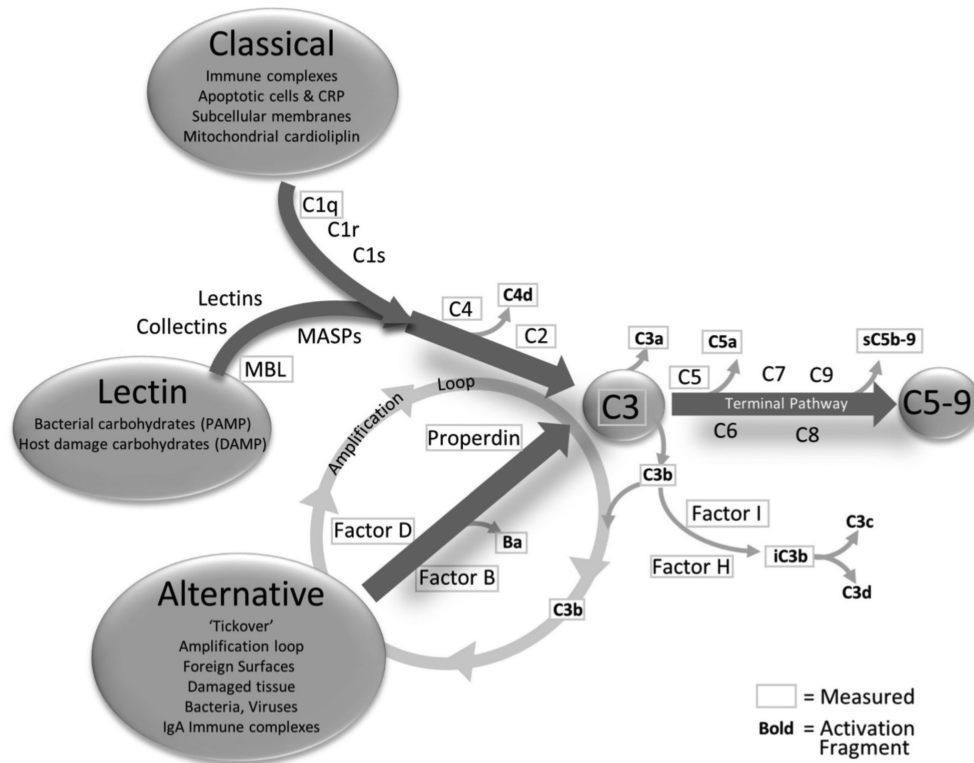 Classical
Immune complexes
Apoptotic cells & CRP
Subcellular membranes
Mitochondrial cardioliplin
C1q
C1r
C1s
Lectins
Collectins
MASPs
MBL
C4
C4d
C2
Lectin
Bacterial carbohydrates (PAMP)
Host damage carbohydrates (DAMP)
Amplification
Loop
Properdin
Factor D
Factor B
Ba
C3b
Alternative
'Tickover'
Amplification loop
Foreign Surfaces
Damaged tissue
Bacteria, Viruses
IgA Immune complexes
C3a
C3
C3b
Factor I
Factor H
iC3b
C3c
C3d
C5
C5a
C7
C9
sC5b-9
Terminal Pathway
C6
C8
C5-9
= Measured
Bold = Activation
Fragment